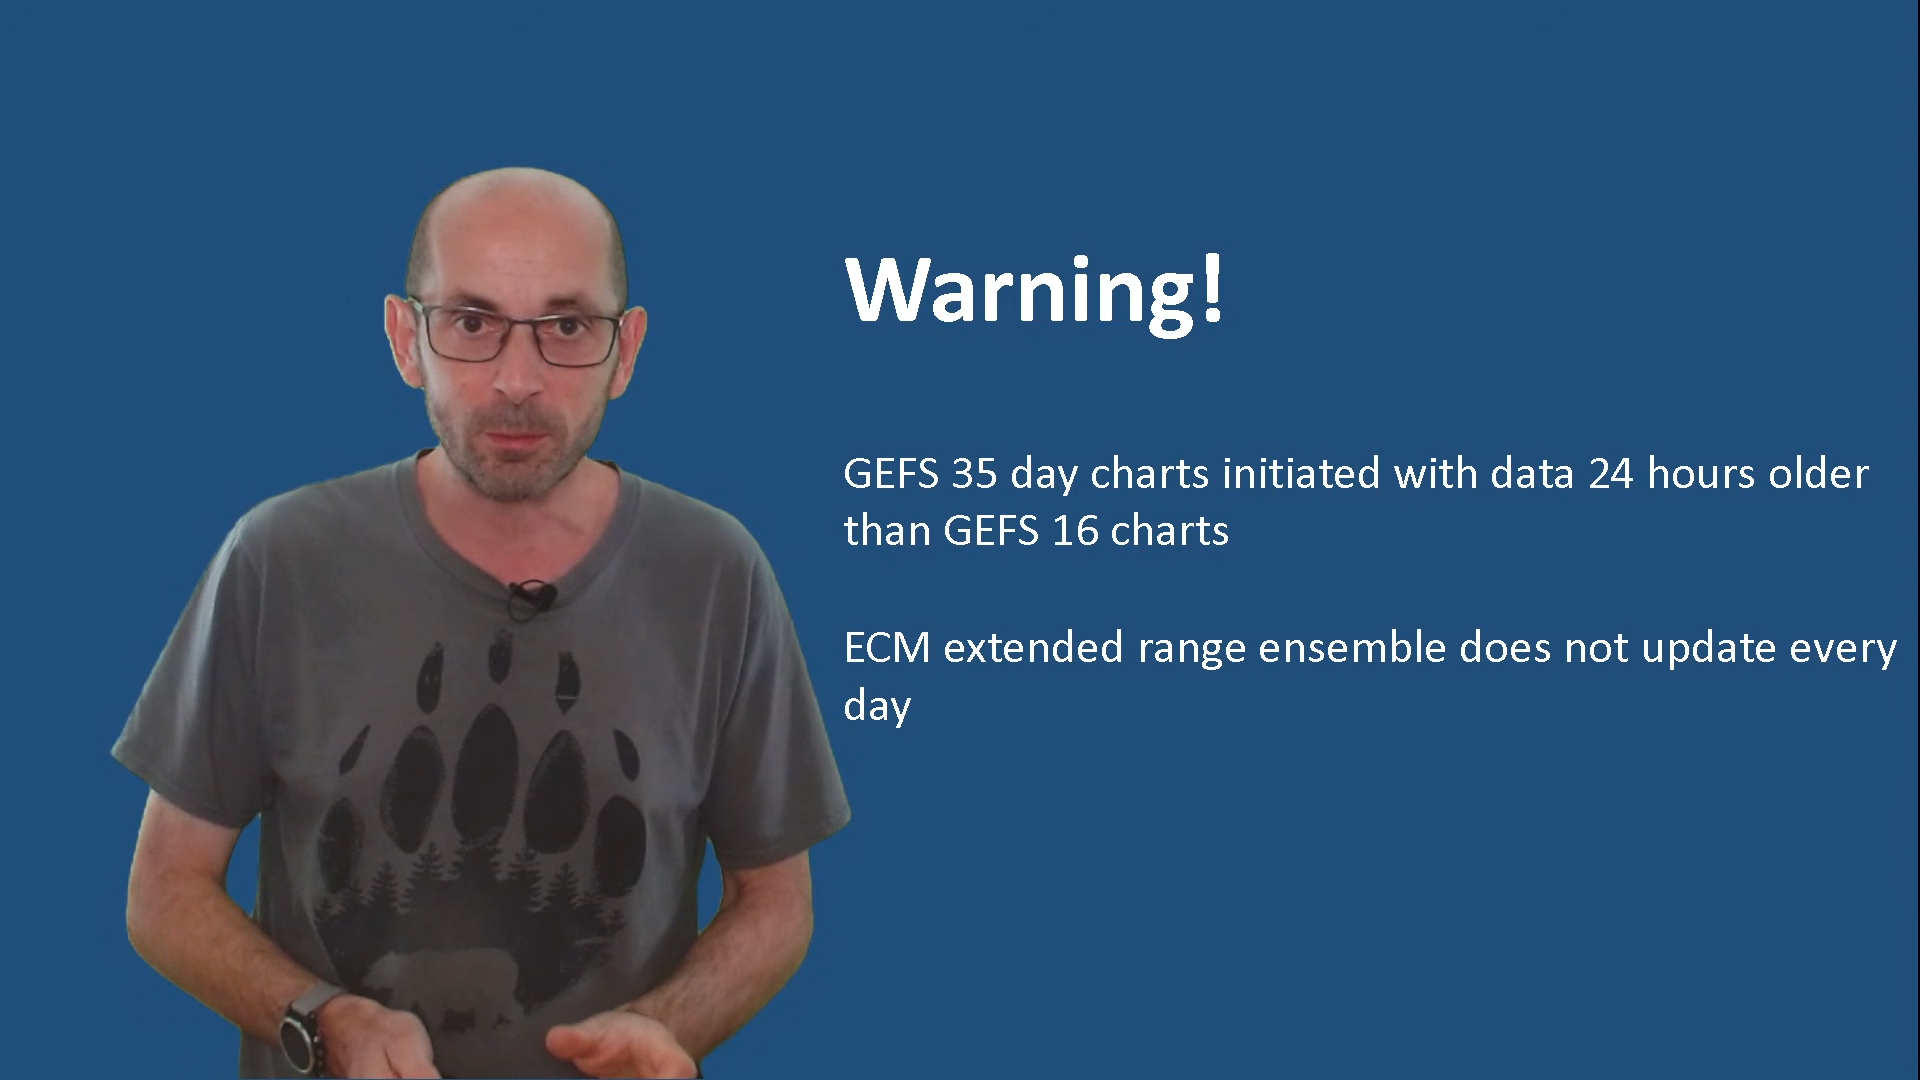 Warning!
GEFS 35 day charts initiated with data 24 hours older
than GEFS 16 charts
ECM extended range ensemble does not update every
day